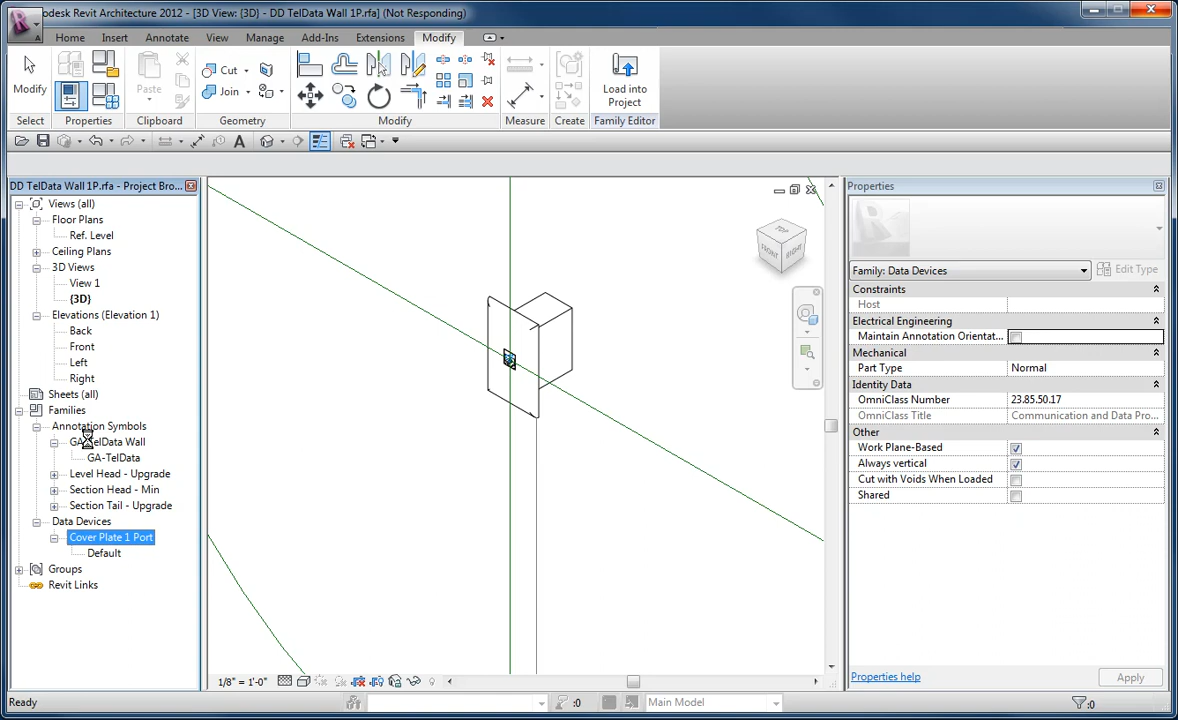 odesk Revit Architecture 2012 - [3D View: {3D} - DD TelData Wall 1P.rfa] (Not Responding)
Home Insert Annotate View Manage Add-Ins Extensions Modify
Modify Paste Cut Join Load into Project
Select Properties Clipboard Geometry Modify Measure Create Family Editor
DD TelData Wall 1P.rfa - Project Bro...
Views (all)
Floor Plans
Ref. Level
Ceiling Plans
3D Views
View 1
{3D}
Elevations (Elevation 1)
Back
Front
Left
Right
Sheets (all)
Families
Annotation Symbols
GA-TelData Wall
GA-TelData
Level Head - Upgrade
Section Head - Min
Section Tail - Upgrade
Data Devices
Cover Plate 1 Port
Default
Groups
Revit Links
TOP
FRONT RIGHT
1/8" = 1'-0"
Properties
Family: Data Devices Edit Type
Constraints
Host
Electrical Engineering
Maintain Annotation Orientat...
Mechanical
Part Type Normal
Identity Data
OmniClass Number 23.85.50.17
OmniClass Title Communication and Data Pro...
Other
Work Plane-Based
Always vertical
Cut with Voids When Loaded
Shared
Properties help Apply
Ready :0 Main Model :0